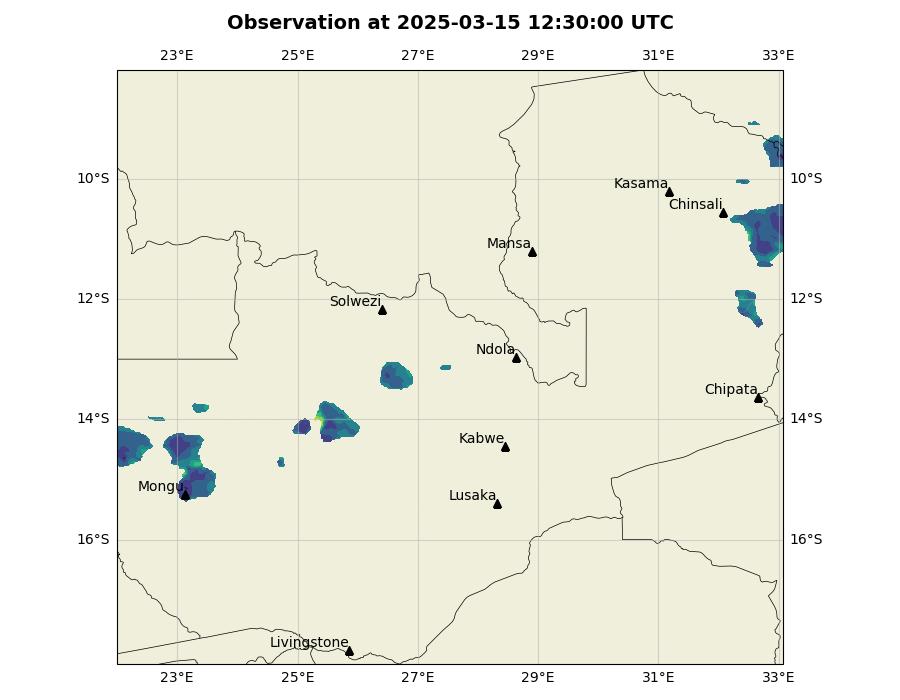 Observation at 2025-03-15 12:30:00 UTC
23°E 25°E 27°E 29°E 31°E 33°E
10°S 10°S
Kasama
Chinsali
Mansa
12°S 12°S
Solwezi
Ndola
Chipata
14°S 14°S
Kabwe
Mongu
Lusaka
16°S 16°S
Livingstone
23°E 25°E 27°E 29°E 31°E 33°E